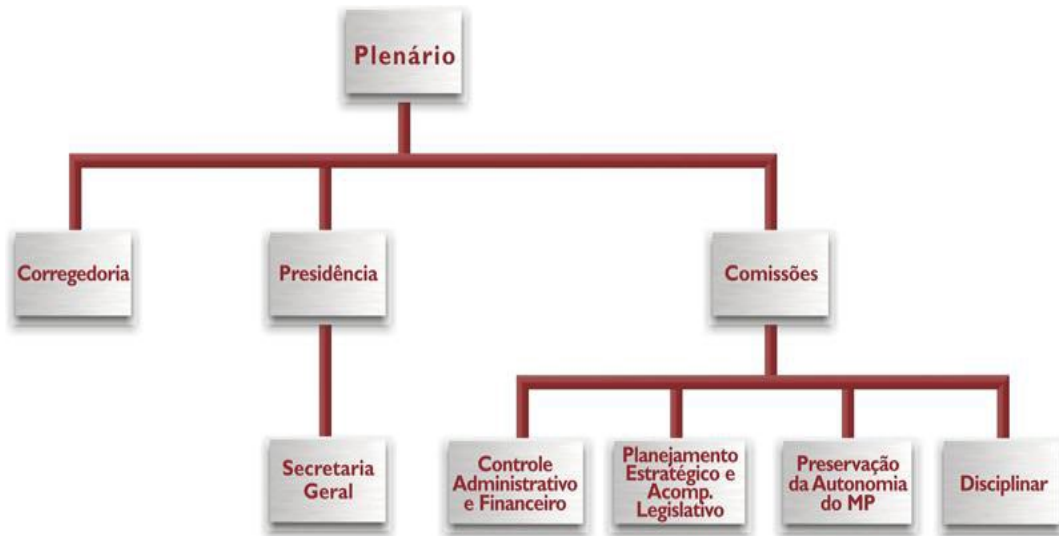 Plenário
Corregedoria
Presidência
Comissões
Secretaria
Geral
Controle
Administrativo
e Financeiro
Planejamento
Estratégico e
Acomp.
Legislativo
Preservação
da Autonomia
do MP
Disciplinar